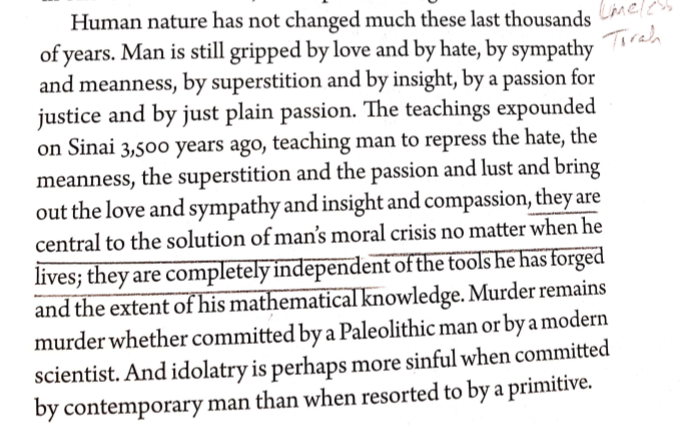 Human nature has not changed much these last thousands
of years. Man is still gripped by love and by hate, by sympathy
and meanness, by superstition and by insight, by a passion for
justice and by just plain passion. The teachings expounded
on Sinai 3,500 years ago, teaching man to repress the hate, the
meanness, the superstition and the passion and lust and bring
out the love and sympathy and insight and compassion, they are
central to the solution of man's moral crisis no matter when he
lives; they are completely independent of the tools he has forged
and the extent of his mathematical knowledge. Murder remains
murder whether committed by a Paleolithic man or by a modern
scientist. And idolatry is perhaps more sinful when committed
by contemporary man than when resorted to by a primitive.